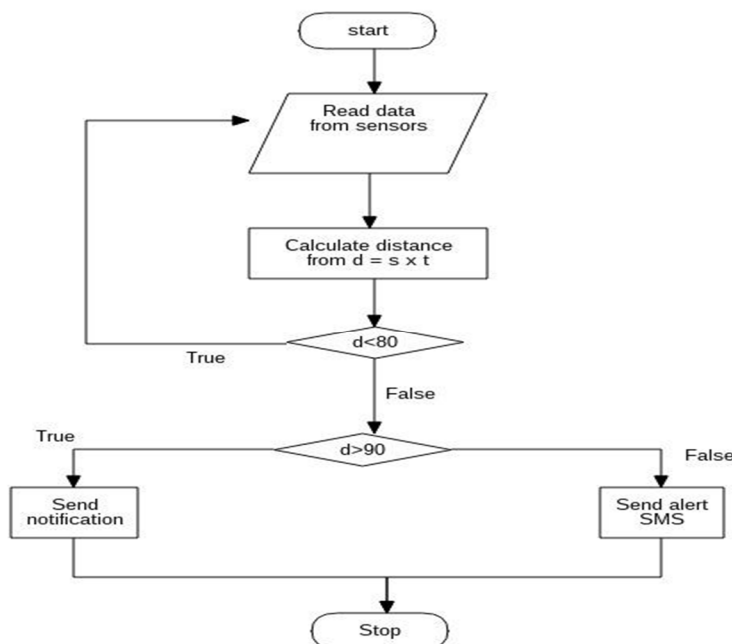 start
Read data
from sensors
Calculate distance
from d = s x t
d<80
True
False
True
d>90
False
Send
notification
Send alert
SMS
Stop